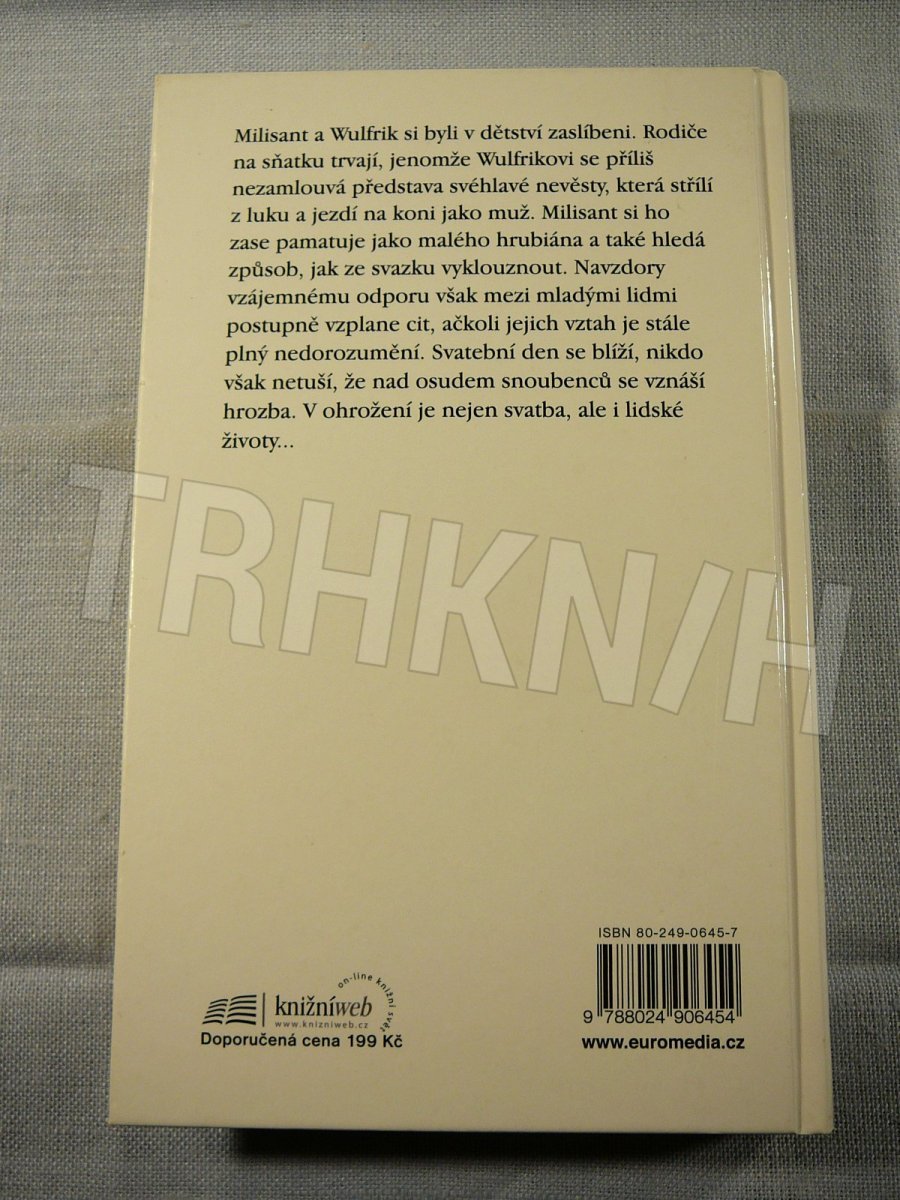 Milisant a Wulfrik si byli v dětství zaslíbeni. Rodiče
na sňatku trvají, jenomže Wulfrikovi se příliš
nezamlouvá představa svéhlavé nevěsty, která střílí
z luku a jezdí na koni jako muž. Milisant si ho
zase pamatuje jako malého hrubiána a také hledá
způsob, jak ze svazku vyklouznout. Navzdory
vzájemnému odporu však mezi mladými lidmi
postupně vzplane cit, ačkoli jejich vztah je stále
plný nedorozumění. Svatební den se blíží, nikdo
však netuší, že nad osudem snoubenců se vznáší
hrozba. V ohrožení je nejen svatba, ale i lidské
životy...
TRHKNIH
ISBN 80-249-0645-7
9 788024 906454
www.euromedia.cz
on-line knižní svět
knižníweb
www.knizniweb.cz
Doporučená cena 199 Kč